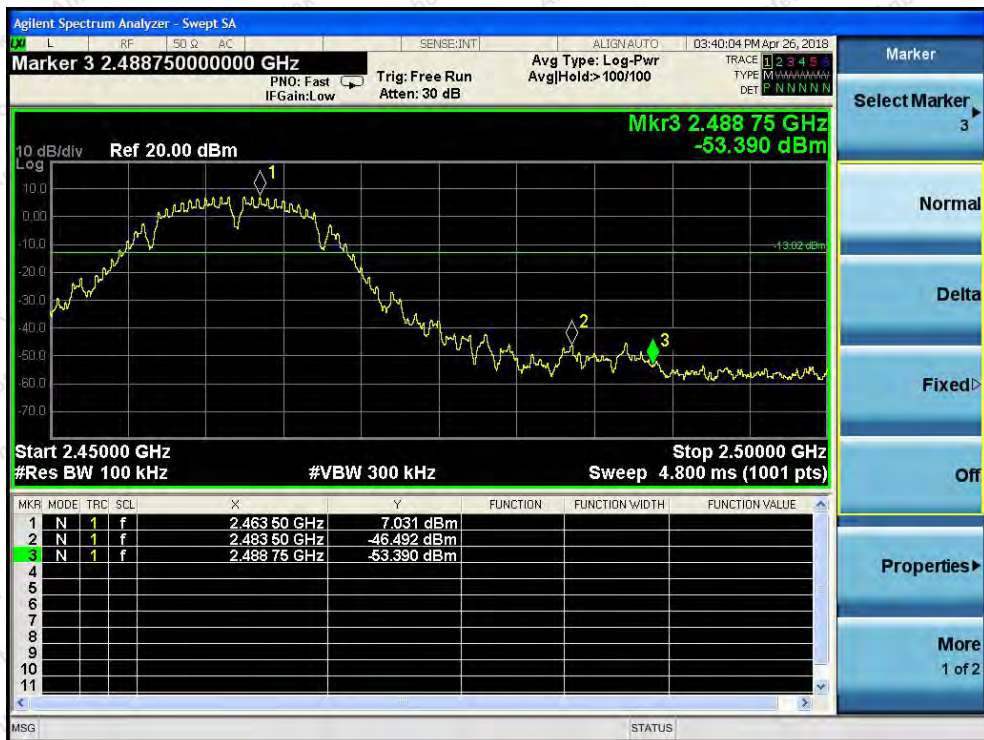 Agilent Spectrum Analyzer - Swept SA
LXI L RF 50 Ω AC SENSE:INT ALIGNAUTO 03:40:04 PM Apr 26, 2018
Marker 3 2.488750000000 GHz
PNO: Fast
IFGain:Low
Trig: Free Run
Atten: 30 dB
Avg Type: Log-Pwr
Avg|Hold:>100/100
TRACE 1 2 3 4 5 6
TYPE M
DET P N N N N N
Mkr3 2.488 75 GHz
-53.390 dBm
10 dB/div Ref 20.00 dBm
Log
10.0
0.00
-10.0
-20.0
-30.0
-40.0
-50.0
-60.0
-70.0
1
2
3
-13.02 dBm
Start 2.45000 GHz Stop 2.50000 GHz
#Res BW 100 kHz #VBW 300 kHz Sweep 4.800 ms (1001 pts)
MKR MODE TRC SCL X Y FUNCTION FUNCTION WIDTH FUNCTION VALUE
1 N 1 f 2.463 50 GHz 7.031 dBm
2 N 1 f 2.483 50 GHz -46.492 dBm
3 N 1 f 2.488 75 GHz -53.390 dBm
4
5
6
7
8
9
10
11
MSG STATUS
Marker
Select Marker
3
Normal
Delta
Fixed
Off
Properties
More
1 of 2